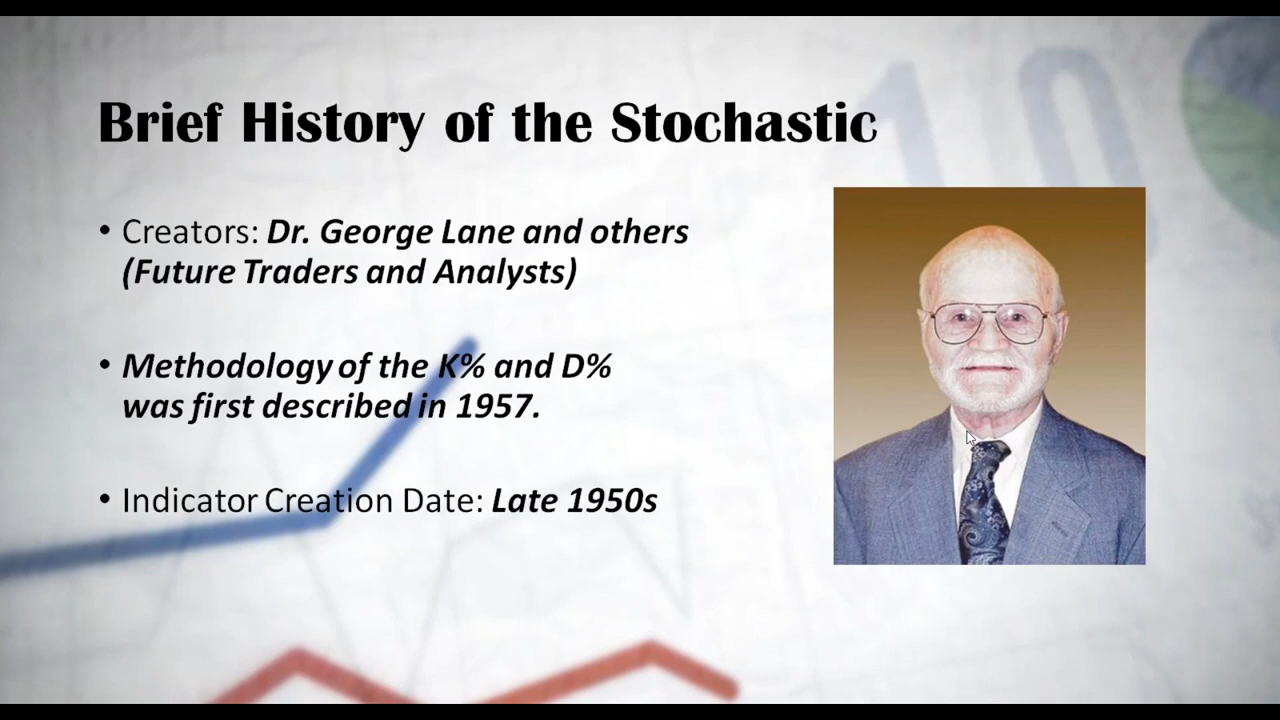 Brief History of the Stochastic
• Creators: Dr. George Lane and others
(Future Traders and Analysts)
• Methodology of the K% and D%
was first described in 1957.
• Indicator Creation Date: Late 1950s
10